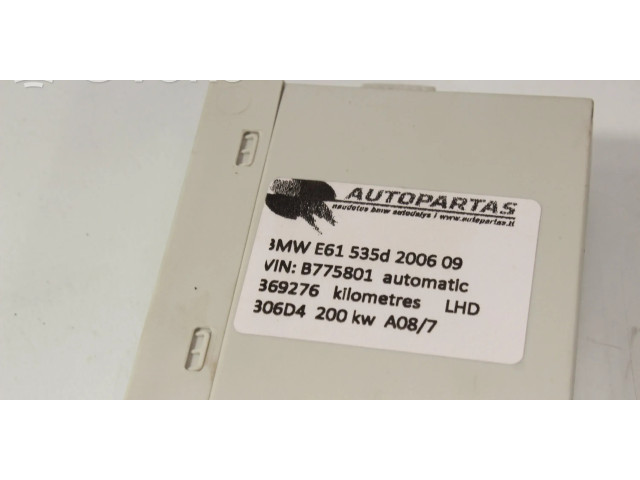 AUTOPARTAS
naudotos bmw autodalys | www.autopartas.lt
BMW E61 535d 2006 09
VIN: B775801 automatic
369276 kilometres LHD
306D4 200 kw A08/7